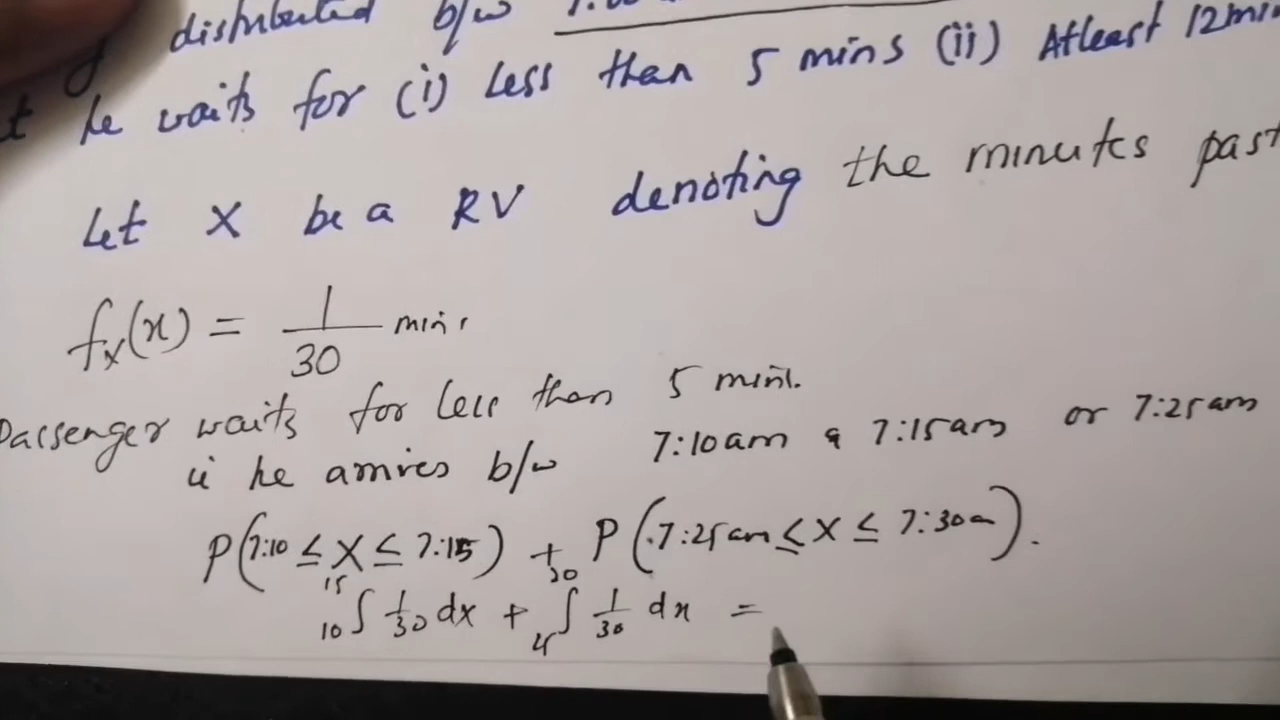 distributed b/w
he waits for (i) Less than 5 mins (ii) Atleast 12 min
Let X be a RV denoting the minutes past
fx(x) = 1/30 min.
Passenger waits for less than 5 mins.
if he arrives b/w 7:10am & 7:15am or 7:25am
P(7:10 ≤ X ≤ 7:15) + P(7:25am ≤ X ≤ 7:30am).
10∫15 1/30 dx + ∫30 1/30 dx =